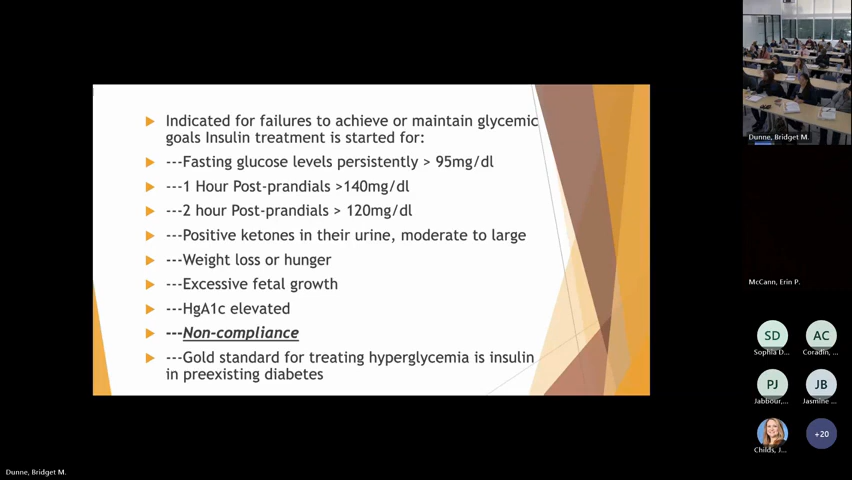 Indicated for failures to achieve or maintain glycemic
goals Insulin treatment is started for:
---Fasting glucose levels persistently > 95mg/dl
---1 Hour Post-prandials >140mg/dl
---2 hour Post-prandials > 120mg/dl
---Positive ketones in their urine, moderate to large
---Weight loss or hunger
---Excessive fetal growth
---HgA1c elevated
---Non-compliance
---Gold standard for treating hyperglycemia is insulin
in preexisting diabetes
Dunne, Bridget M.
McCann, Erin P.
SD
AC
Sophia D...
Coradin, ...
PJ
JB
Jabbour,...
Jasmine ...
+20
Childs, J...
Dunne, Bridget M.